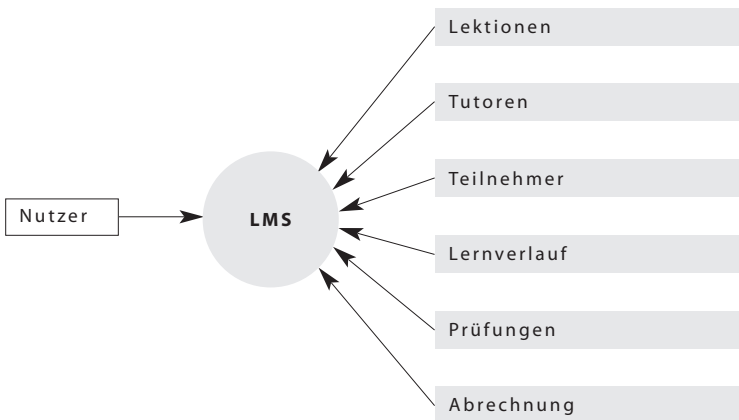 Lektionen
Tutoren
Teilnehmer
Nutzer
LMS
Lernverlauf
Prüfungen
Abrechnung